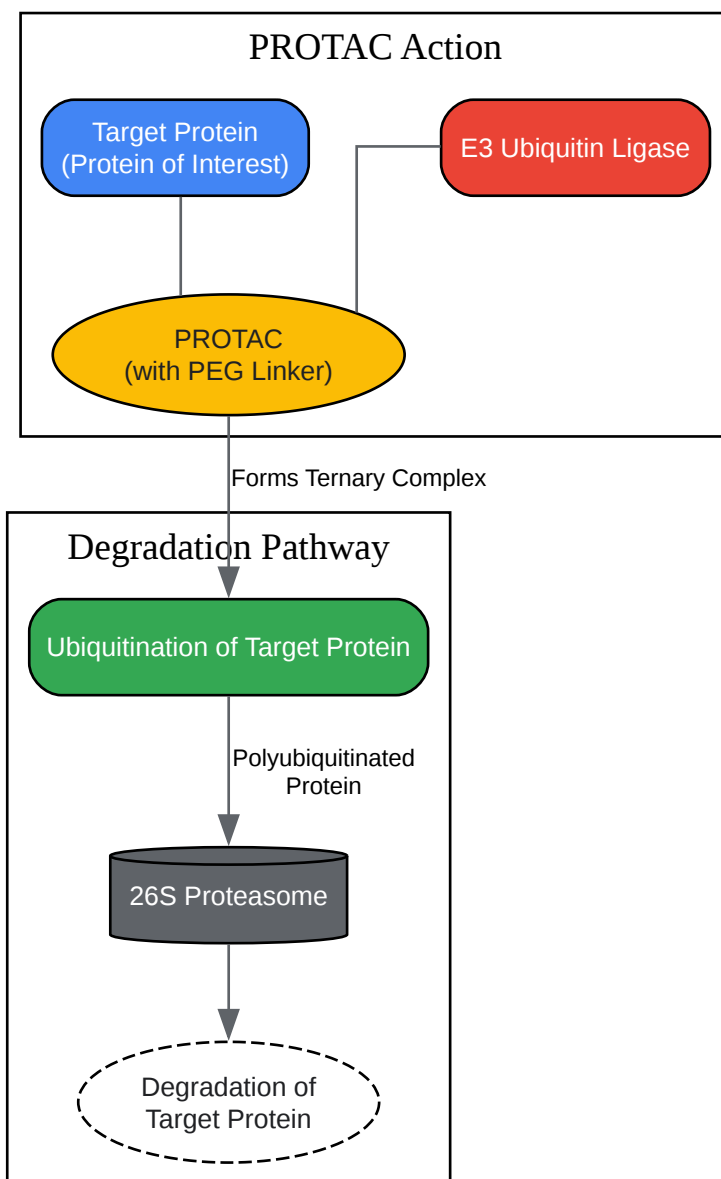 PROTAC Action
Target Protein
(Protein of Interest)
E3 Ubiquitin Ligase
PROTAC
(with PEG Linker)
Forms Ternary Complex
Degradation Pathway
Ubiquitination of Target Protein
Polyubiquitinated
Protein
26S Proteasome
Degradation of
Target Protein